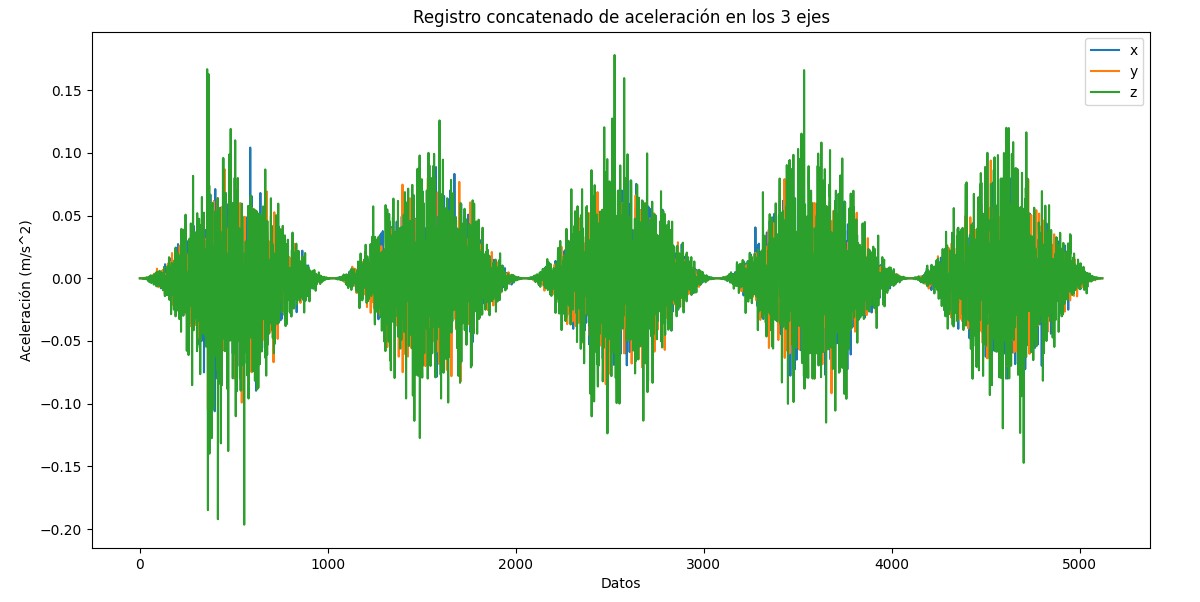 Registro concatenado de aceleración en los 3 ejes
x
y
z
Aceleración (m/s^2)
0.15
0.10
0.05
0.00
−0.05
−0.10
−0.15
−0.20
0
1000
2000
3000
4000
5000
Datos